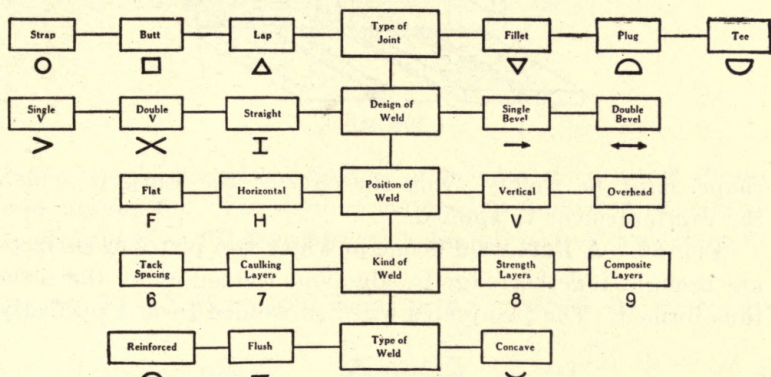 Strap Butt Lap Type of Joint Fillet Plug Tee
Single V Double V Straight Design of Weld Single Bevel Double Bevel
Flat Horizontal Position of Weld Vertical Overhead
F H V O
Tack Spacing Caulking Layers Kind of Weld Strength Layers Composite Layers
6 7 8 9
Reinforced Flush Type of Weld Concave